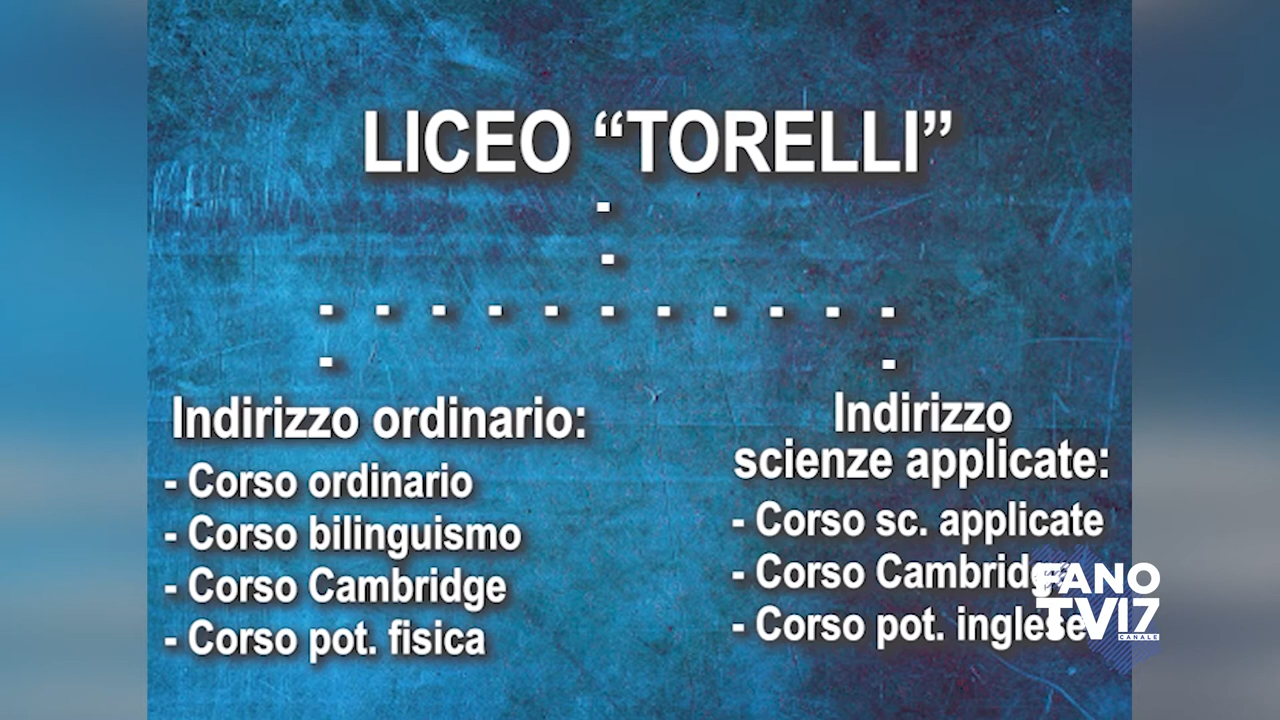 LICEO “TORELLI”
Indirizzo ordinario:
- Corso ordinario
- Corso bilinguismo
- Corso Cambridge
- Corso pot. fisica
Indirizzo
scienze applicate:
- Corso sc. applicate
- Corso Cambridge
- Corso pot. inglese
FANO
TV17
CANALE